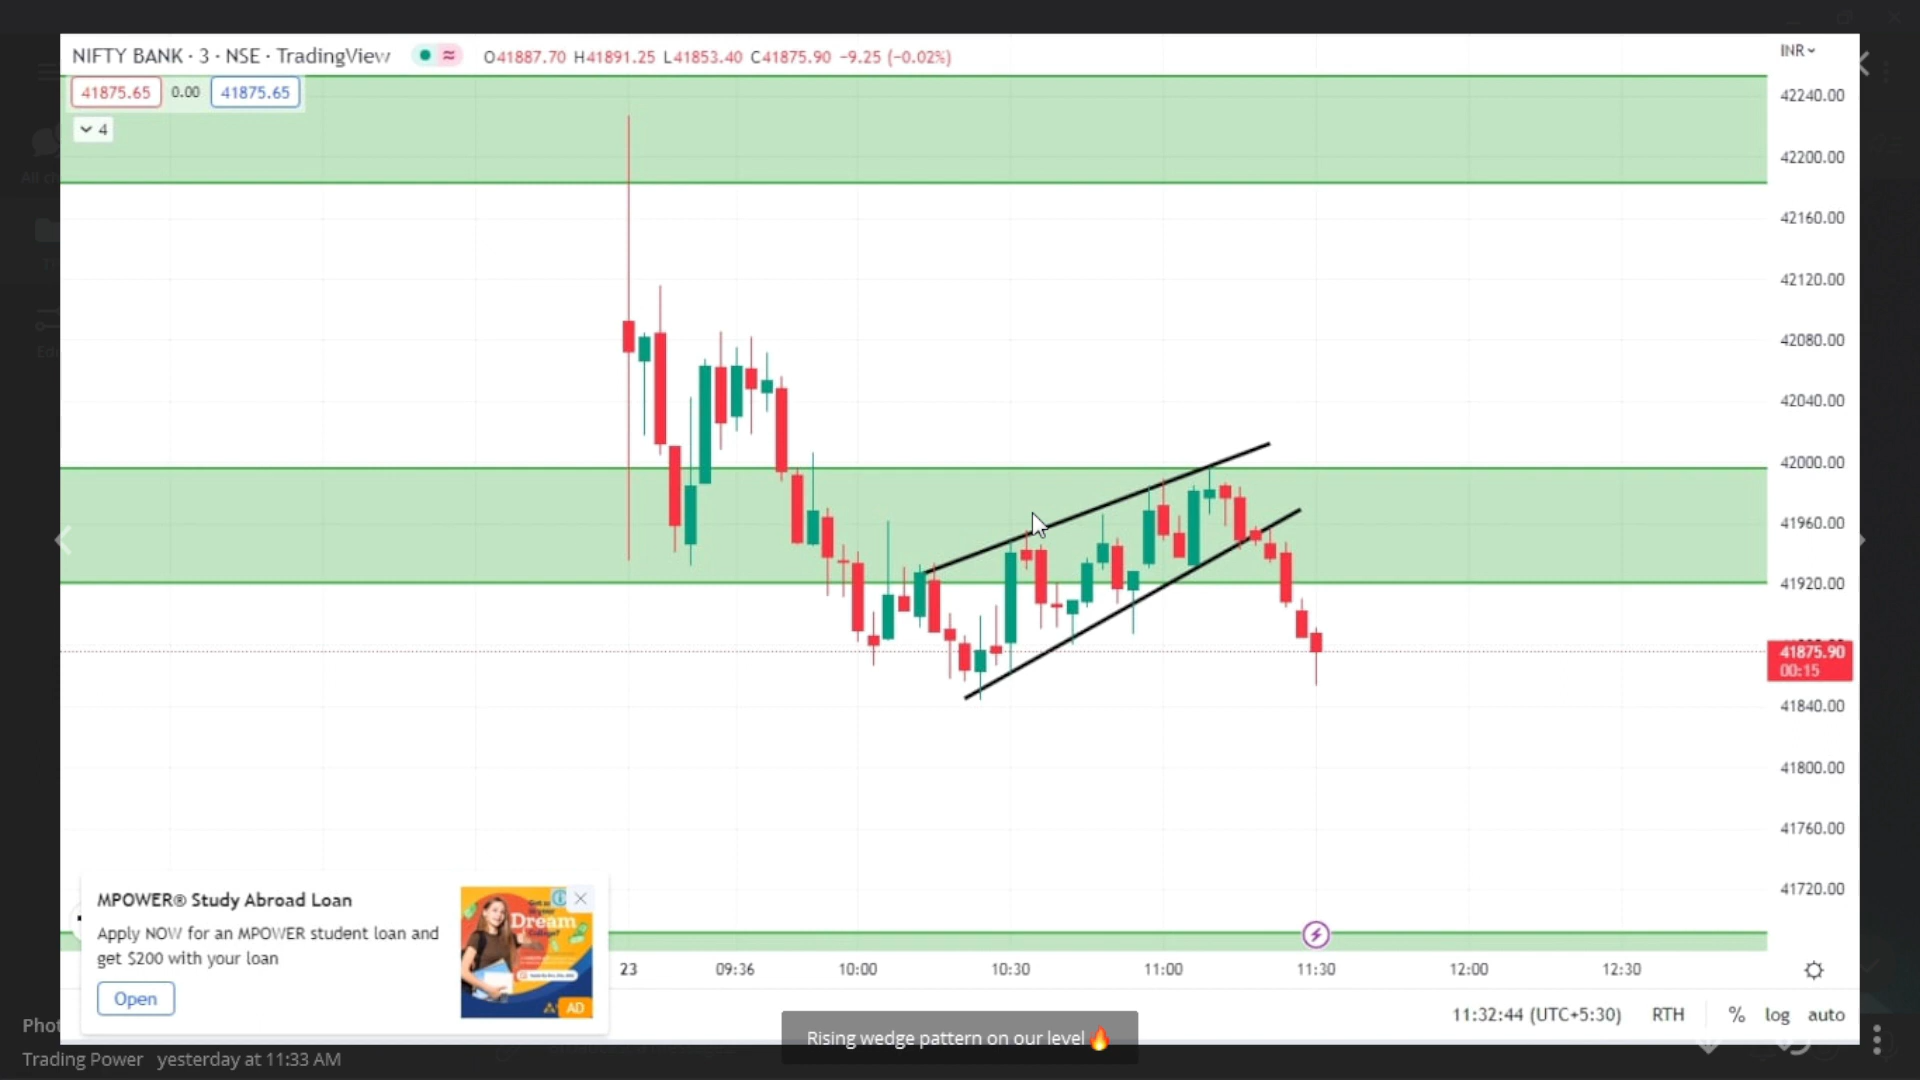 NIFTY BANK · 3 · NSE · TradingView
O41887.70 H41891.25 L41853.40 C41875.90 −9.25 (−0.02%)
INR
41875.65 0.00 41875.65
4
42240.00
42200.00
42160.00
42120.00
42080.00
42040.00
42000.00
41960.00
41920.00
41875.90
00:15
41840.00
41800.00
41760.00
41720.00
MPOWER® Study Abroad Loan
Apply NOW for an MPOWER student loan and
get $200 with your loan
Open
Dream
AD
23 09:36 10:00 10:30 11:00 11:30 12:00 12:30
11:32:44 (UTC+5:30) RTH % log auto
Rising wedge pattern on our level 🔥
Trading Power yesterday at 11:33 AM